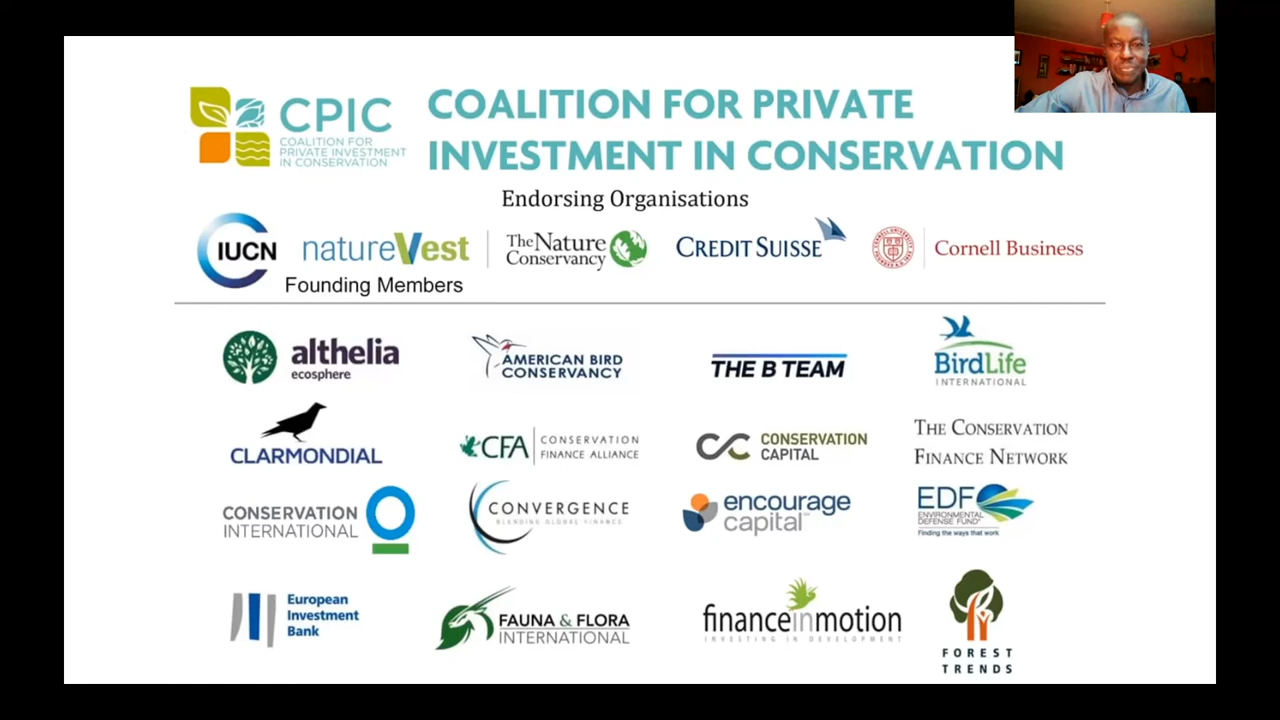 CPIC
COALITION FOR
PRIVATE INVESTMENT
IN CONSERVATION
COALITION FOR PRIVATE
INVESTMENT IN CONSERVATION
Endorsing Organisations
IUCN
natureVest
The Nature
Conservancy
CREDIT SUISSE
Cornell Business
Founding Members
althelia
ecosphere
AMERICAN BIRD
CONSERVANCY
THE B TEAM
BirdLife
INTERNATIONAL
CLARMONDIAL
CFA
CONSERVATION
FINANCE ALLIANCE
CONSERVATION
CAPITAL
THE CONSERVATION
FINANCE NETWORK
CONSERVATION
INTERNATIONAL
CONVERGENCE
BLENDING GLOBAL FINANCE
encourage
capital™
EDF
ENVIRONMENTAL
DEFENSE FUND®
Finding the ways that work
European
Investment
Bank
FAUNA & FLORA
INTERNATIONAL
financeinmotion
INVESTING IN DEVELOPMENT
FOREST
TRENDS